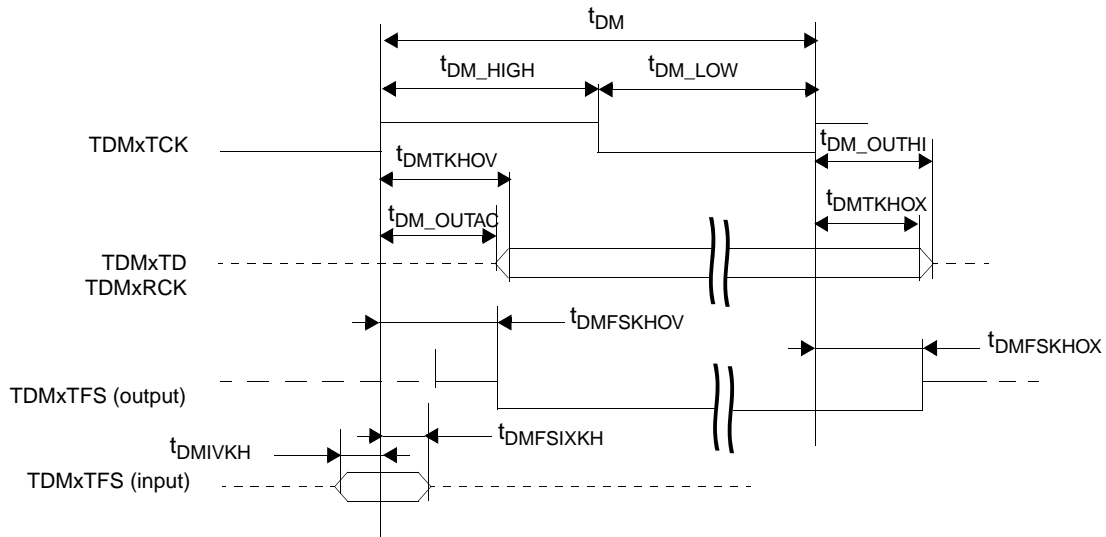 tDM
tDM_HIGH
tDM_LOW
TDMxTCK
tDM_OUTHI
tDMTKHOV
tDMTKHOX
tDM_OUTAC
TDMxTD
TDMxRCK
tDMFSKHOV
tDMFSKHOX
TDMxTFS (output)
tDMIVKH
tDMFSIXKH
TDMxTFS (input)